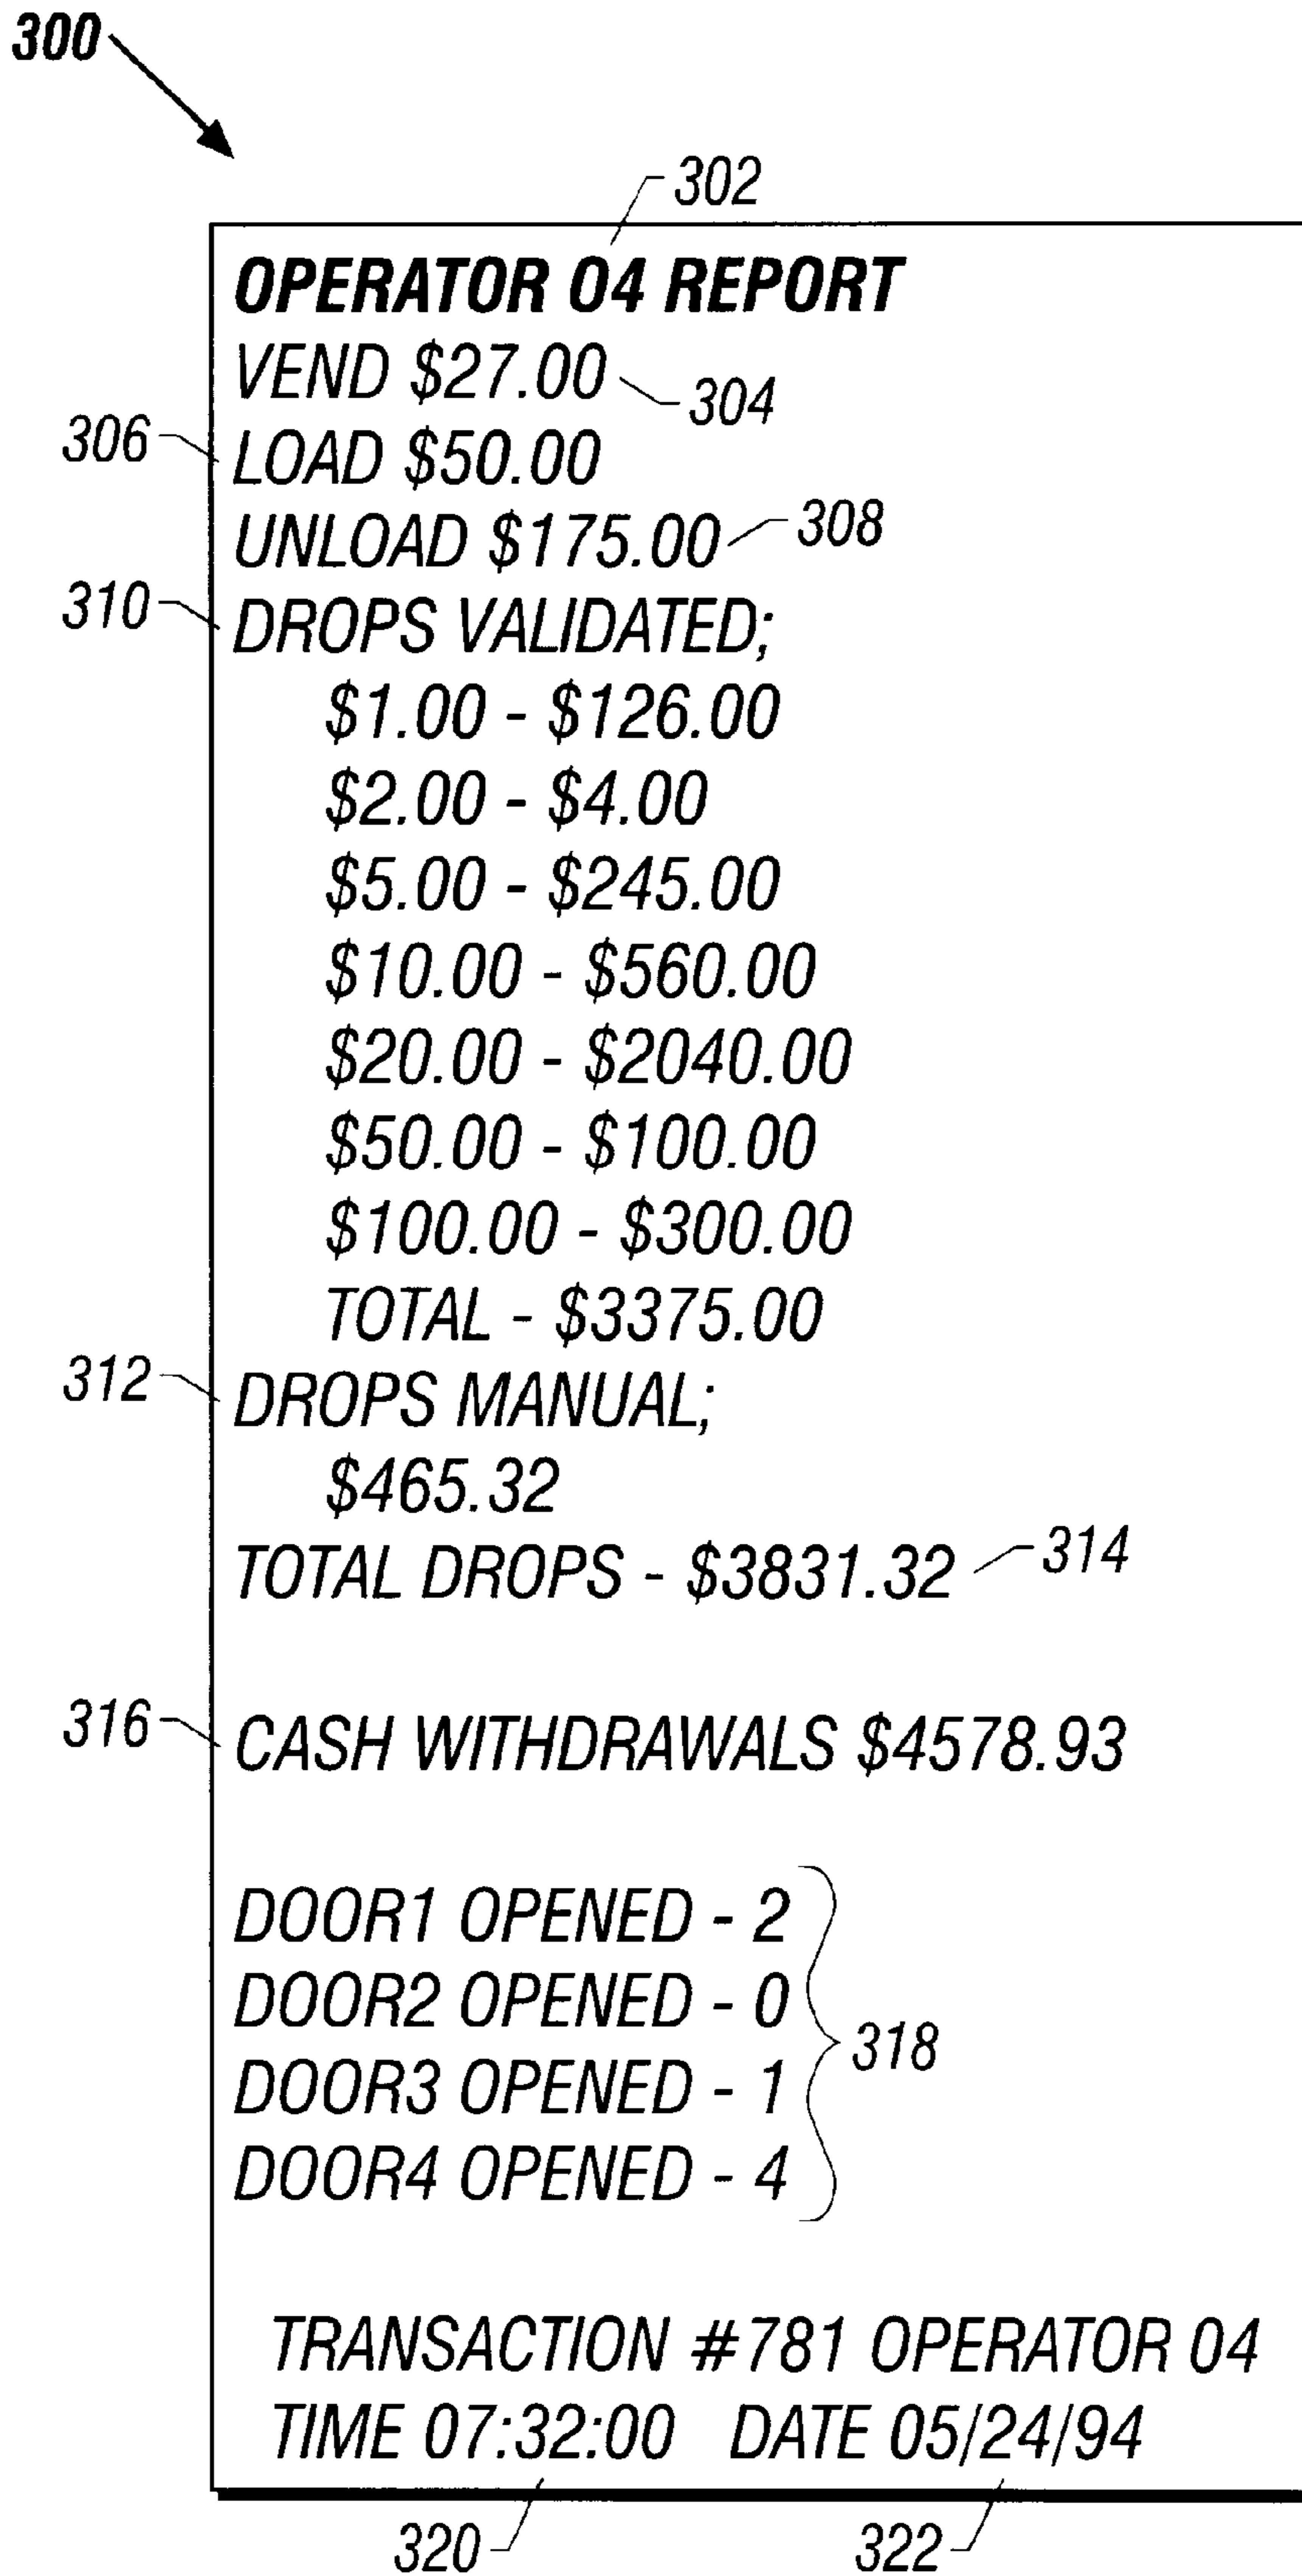 300
302
OPERATOR 04 REPORT
VEND $27.00 304
306 LOAD $50.00
UNLOAD $175.00 308
310 DROPS VALIDATED;
$1.00 - $126.00
$2.00 - $4.00
$5.00 - $245.00
$10.00 - $560.00
$20.00 - $2040.00
$50.00 - $100.00
$100.00 - $300.00
TOTAL - $3375.00
312 DROPS MANUAL;
$465.32
TOTAL DROPS - $3831.32 314
316 CASH WITHDRAWALS $4578.93
DOOR1 OPENED - 2
DOOR2 OPENED - 0
318
DOOR3 OPENED - 1
DOOR4 OPENED - 4
TRANSACTION #781 OPERATOR 04
TIME 07:32:00 DATE 05/24/94
320 322